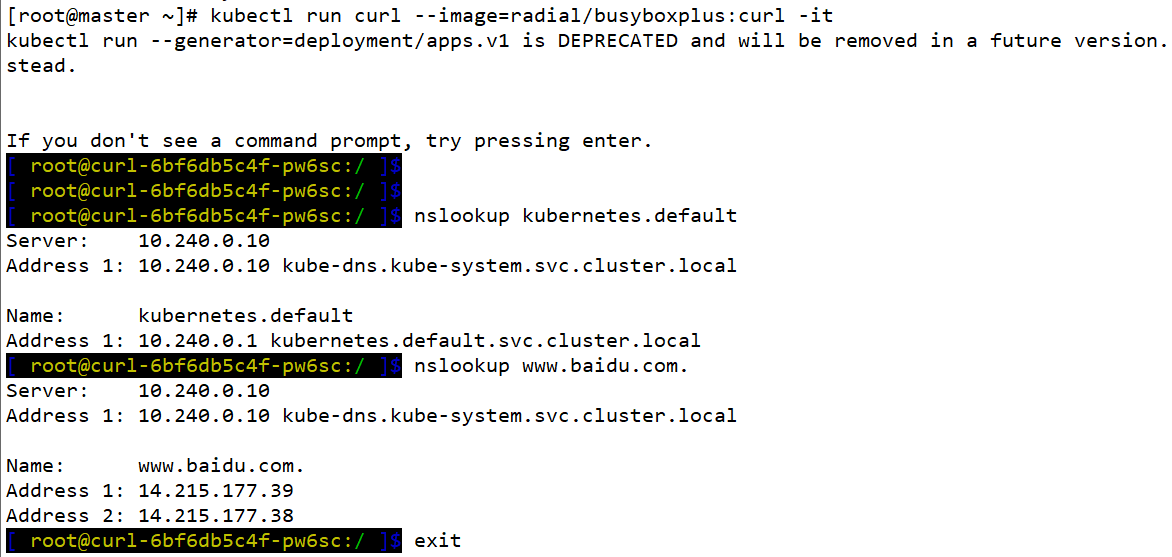 [root@master ~]# kubectl run curl --image=radial/busyboxplus:curl -it
kubectl run --generator=deployment/apps.v1 is DEPRECATED and will be removed in a future version.
stead.
If you don't see a command prompt, try pressing enter.
[ root@curl-6bf6db5c4f-pw6sc:/ ]$
[ root@curl-6bf6db5c4f-pw6sc:/ ]$
[ root@curl-6bf6db5c4f-pw6sc:/ ]$ nslookup kubernetes.default
Server:    10.240.0.10
Address 1: 10.240.0.10 kube-dns.kube-system.svc.cluster.local
Name:      kubernetes.default
Address 1: 10.240.0.1 kubernetes.default.svc.cluster.local
[ root@curl-6bf6db5c4f-pw6sc:/ ]$ nslookup www.baidu.com.
Server:    10.240.0.10
Address 1: 10.240.0.10 kube-dns.kube-system.svc.cluster.local
Name:      www.baidu.com.
Address 1: 14.215.177.39
Address 2: 14.215.177.38
[ root@curl-6bf6db5c4f-pw6sc:/ ]$ exit